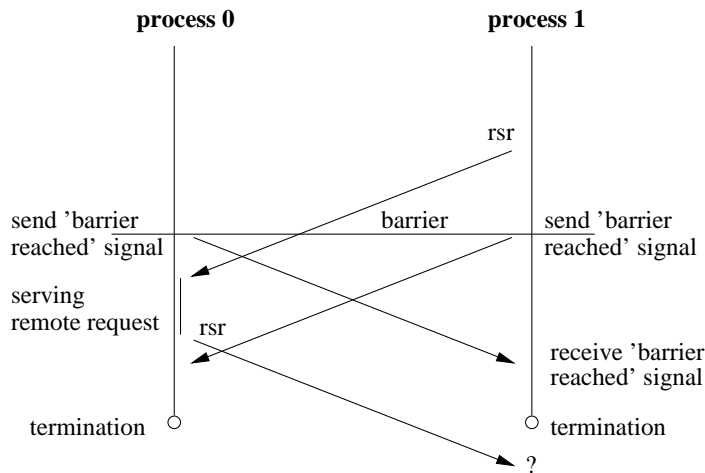 process 0
process 1
rsr
send 'barrier
reached' signal
barrier
send 'barrier
reached' signal
serving
remote request
rsr
receive 'barrier
reached' signal
termination
termination
?